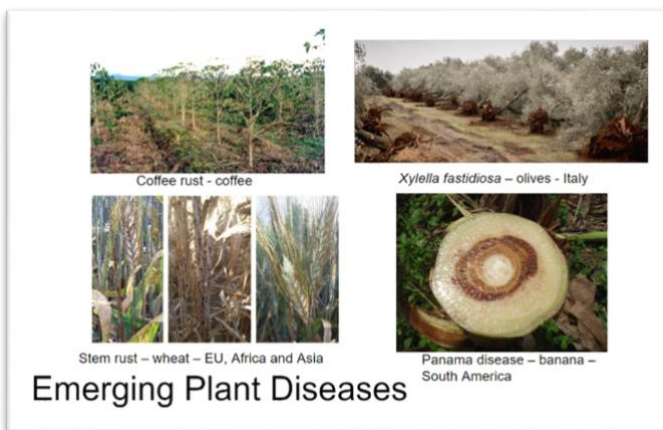 Coffee rust - coffee
Xylella fastidiosa – olives - Italy
Stem rust – wheat – EU, Africa and Asia
Panama disease – banana –
South America
Emerging Plant Diseases